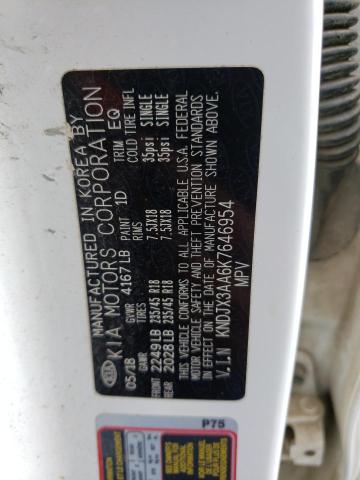 MANUFACTURED IN KOREA BY
KIA MOTORS CORPORATION
05/18 GVWR 4167LB PAINT 1D TRIM EQ
GAWR TIRES RIMS COLD TIRE INFL
FRONT 2249LB 235/45 R18 7.5JX18 35psi SINGLE
REAR 2028LB 235/45 R18 7.5JX18 35psi SINGLE
THIS VEHICLE CONFORMS TO ALL APPLICABLE U.S.A. FEDERAL
MOTOR VEHICLE SAFETY AND THEFT PREVENTION STANDARDS
IN EFFECT ON THE DATE OF MANUFACTURE SHOWN ABOVE.
V.I.N KNDJX3AA6K7646954
MPV
P75